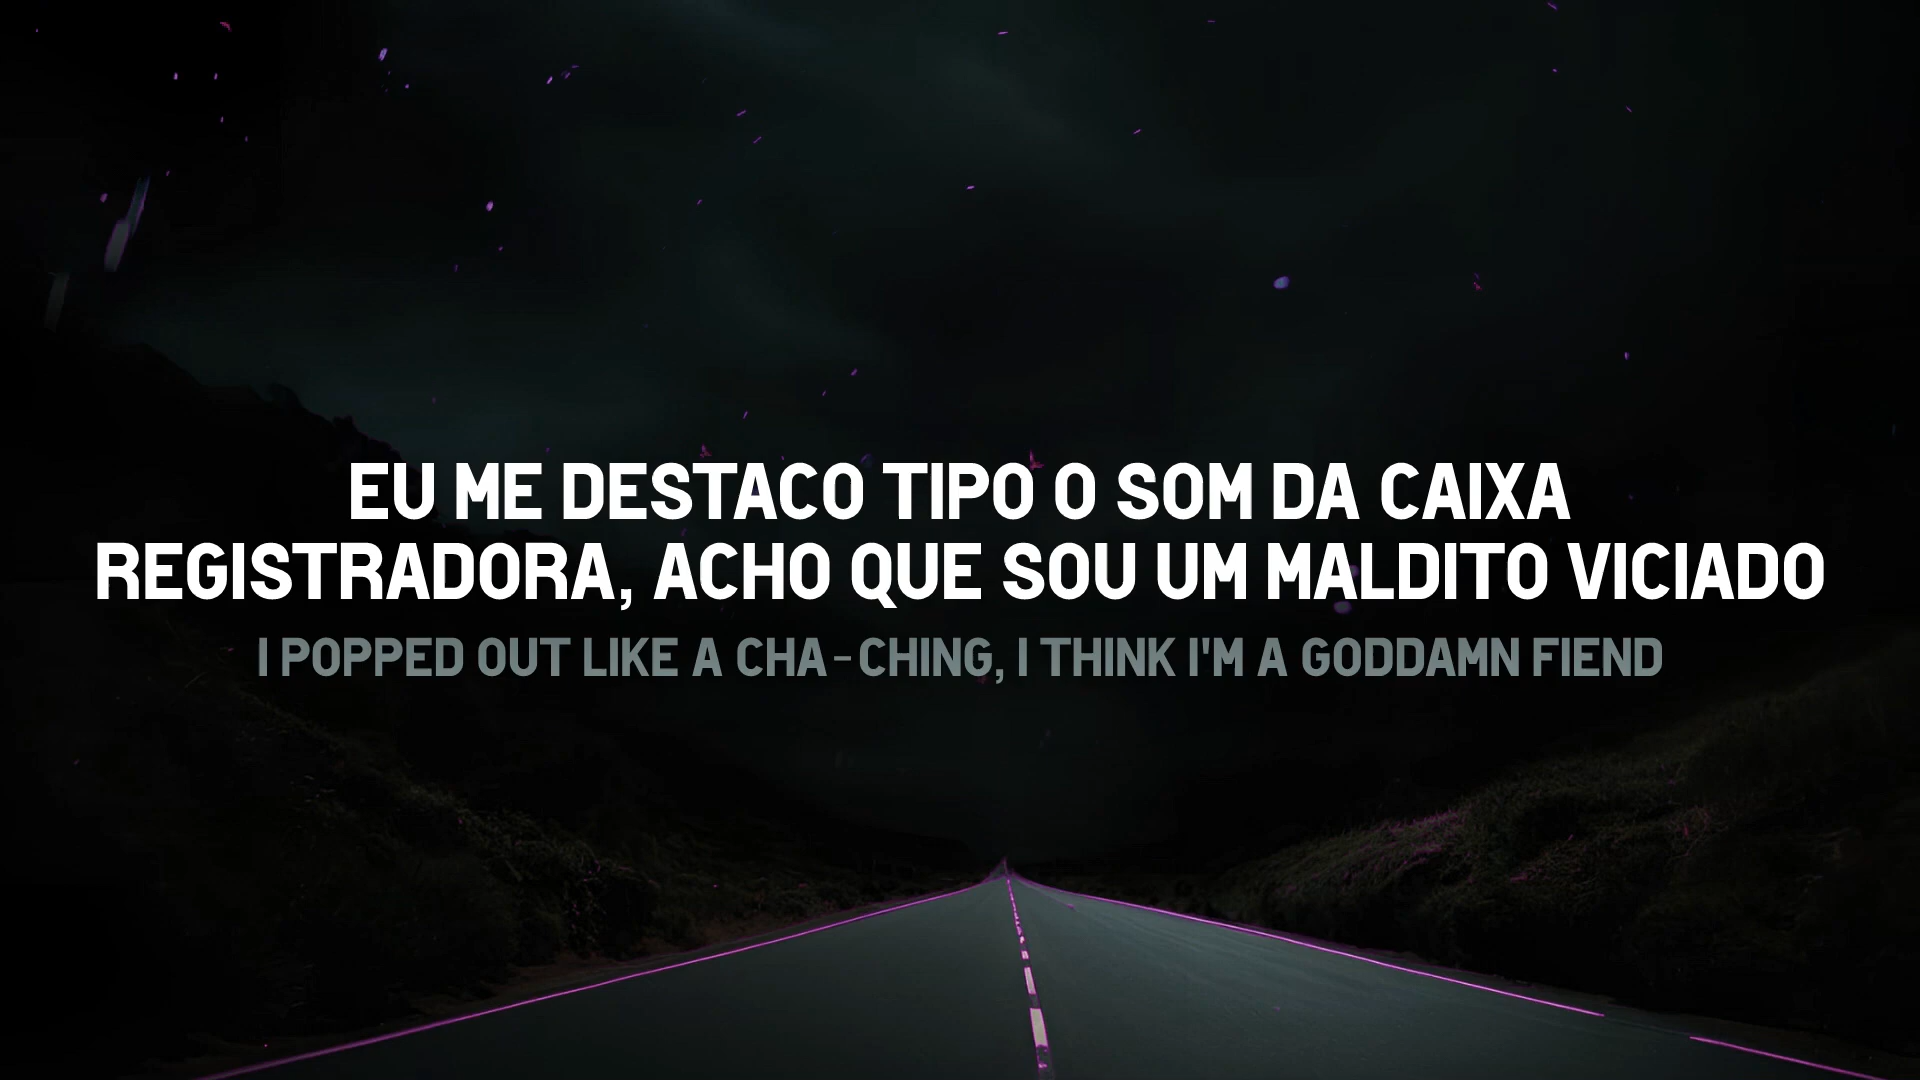 EU ME DESTACO TIPO O SOM DA CAIXA
REGISTRADORA, ACHO QUE SOU UM MALDITO VICIADO
I POPPED OUT LIKE A CHA-CHING, I THINK I'M A GODDAMN FIEND